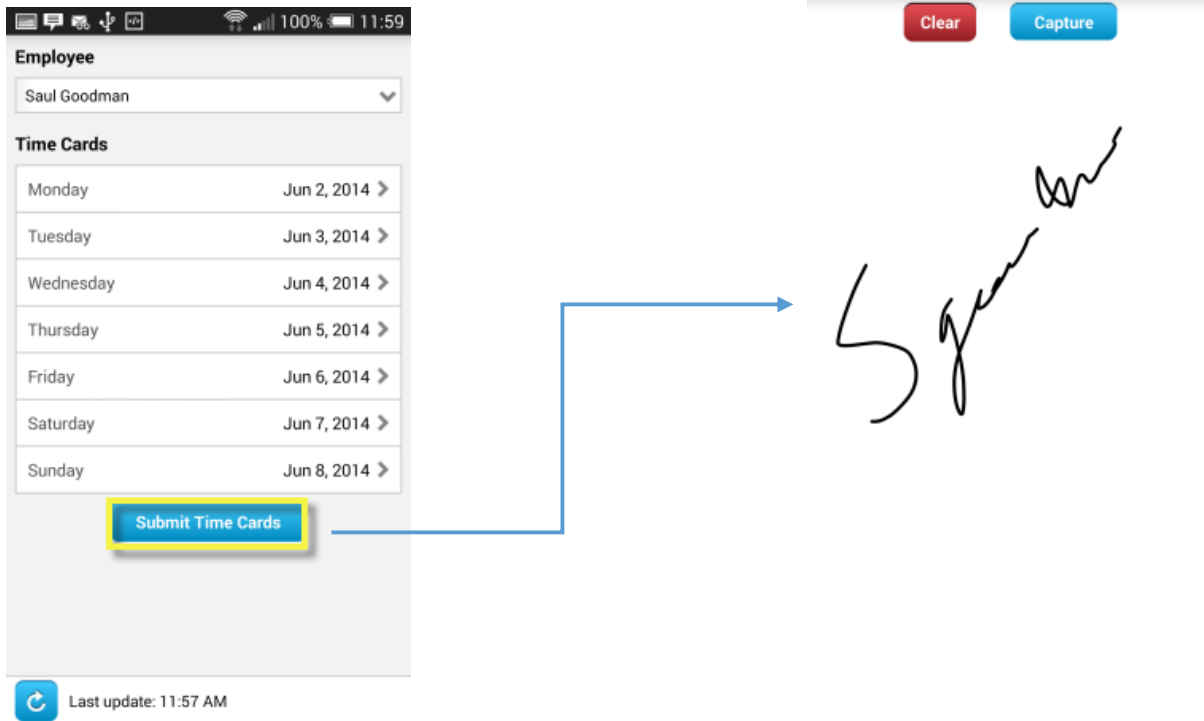 100% 11:59
Employee
Saul Goodman
Time Cards
Monday Jun 2, 2014
Tuesday Jun 3, 2014
Wednesday Jun 4, 2014
Thursday Jun 5, 2014
Friday Jun 6, 2014
Saturday Jun 7, 2014
Sunday Jun 8, 2014
Submit Time Cards
Last update: 11:57 AM
Clear Capture